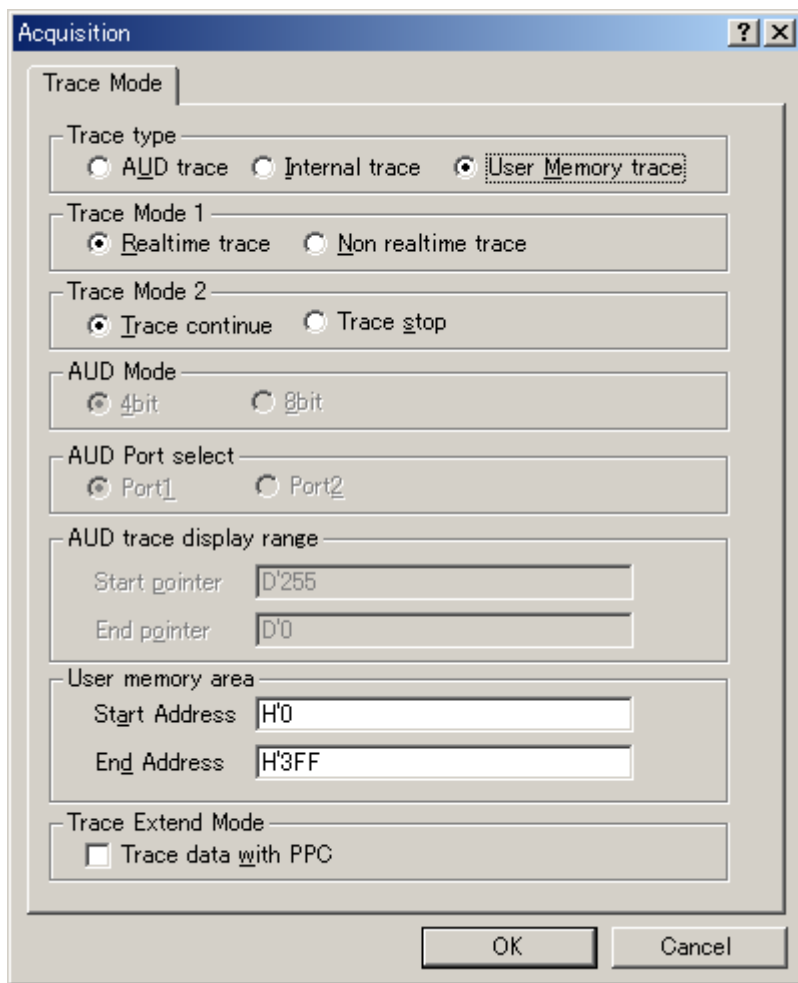 Acquisition
Trace Mode
Trace type
AUD trace Internal trace User Memory trace
Trace Mode 1
Realtime trace Non realtime trace
Trace Mode 2
Trace continue Trace stop
AUD Mode
4bit 8bit
AUD Port select
Port1 Port2
AUD trace display range
Start pointer D'255
End pointer D'0
User memory area
Start Address H'0
End Address H'3FF
Trace Extend Mode
Trace data with PPC
OK Cancel